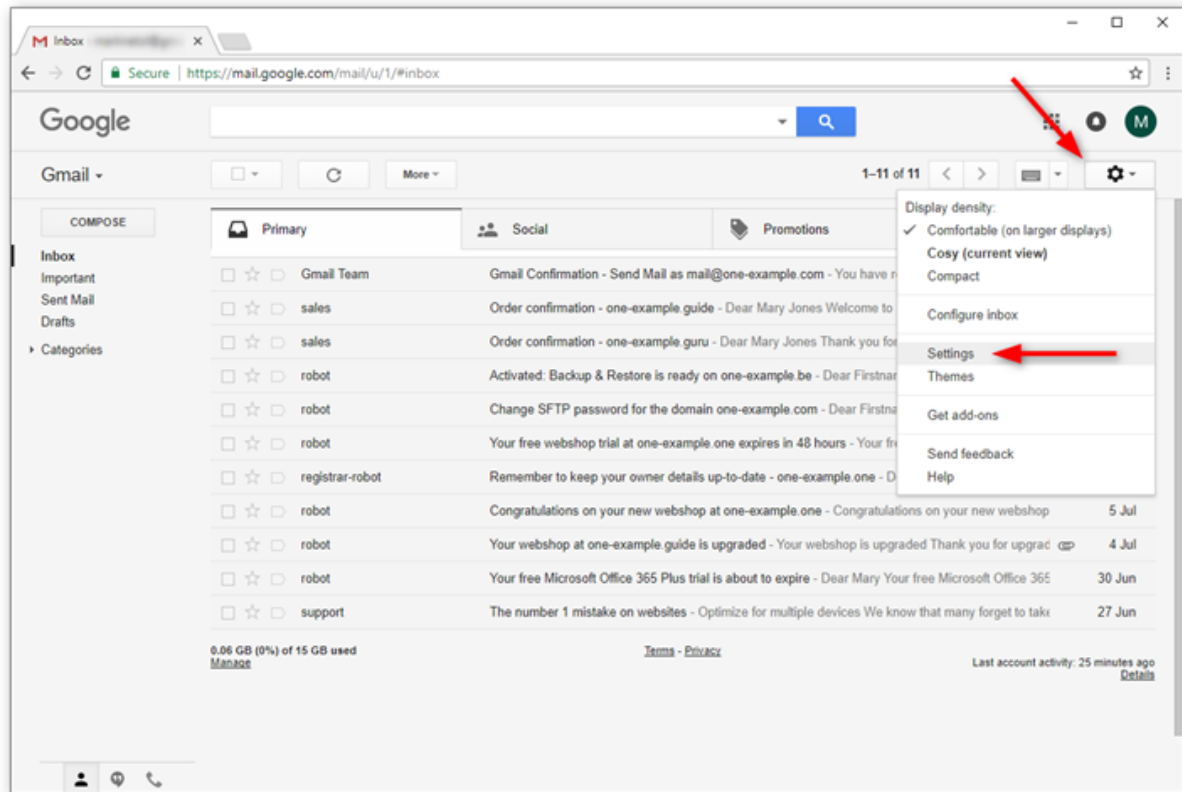 Inbox
Secure https://mail.google.com/mail/u/1/#inbox
Google
M
Gmail
More
1–11 of 11
COMPOSE
Inbox
Important
Sent Mail
Drafts
Categories
Primary
Social
Promotions
Display density:
Comfortable (on larger displays)
Cosy (current view)
Compact
Configure inbox
Settings
Themes
Get add-ons
Send feedback
Help
Gmail Team Gmail Confirmation - Send Mail as mail@one-example.com - You have
sales Order confirmation - one-example.guide - Dear Mary Jones Welcome to
sales Order confirmation - one-example.guru - Dear Mary Jones Thank you for
robot Activated: Backup & Restore is ready on one-example.be - Dear Firstnar
robot Change SFTP password for the domain one-example.com - Dear Firstna
robot Your free webshop trial at one-example.one expires in 48 hours - Your
registrar-robot Remember to keep your owner details up-to-date - one-example.one -
robot Congratulations on your new webshop at one-example.one - Congratulations on your new webshop 5 Jul
robot Your webshop at one-example.guide is upgraded - Your webshop is upgraded Thank you for upgrad 4 Jul
robot Your free Microsoft Office 365 Plus trial is about to expire - Dear Mary Your free Microsoft Office 365 30 Jun
support The number 1 mistake on websites - Optimize for multiple devices We know that many forget to take 27 Jun
0.06 GB (0%) of 15 GB used
Manage
Terms - Privacy
Last account activity: 25 minutes ago
Details